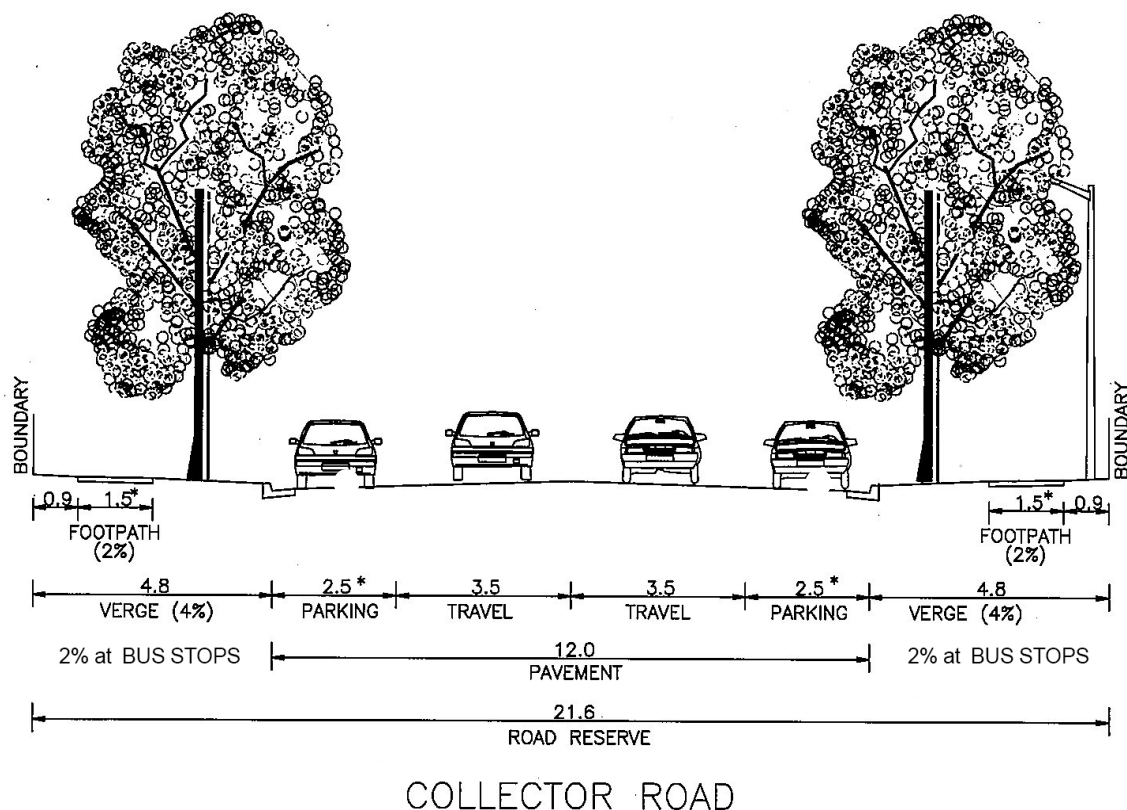 BOUNDARY
BOUNDARY
0.9 1.5* 1.5* 0.9
FOOTPATH FOOTPATH
(2%) (2%)
4.8 2.5* 3.5 3.5 2.5* 4.8
VERGE (4%) PARKING TRAVEL TRAVEL PARKING VERGE (4%)
2% at BUS STOPS 12.0 2% at BUS STOPS
PAVEMENT
21.6
ROAD RESERVE
COLLECTOR ROAD